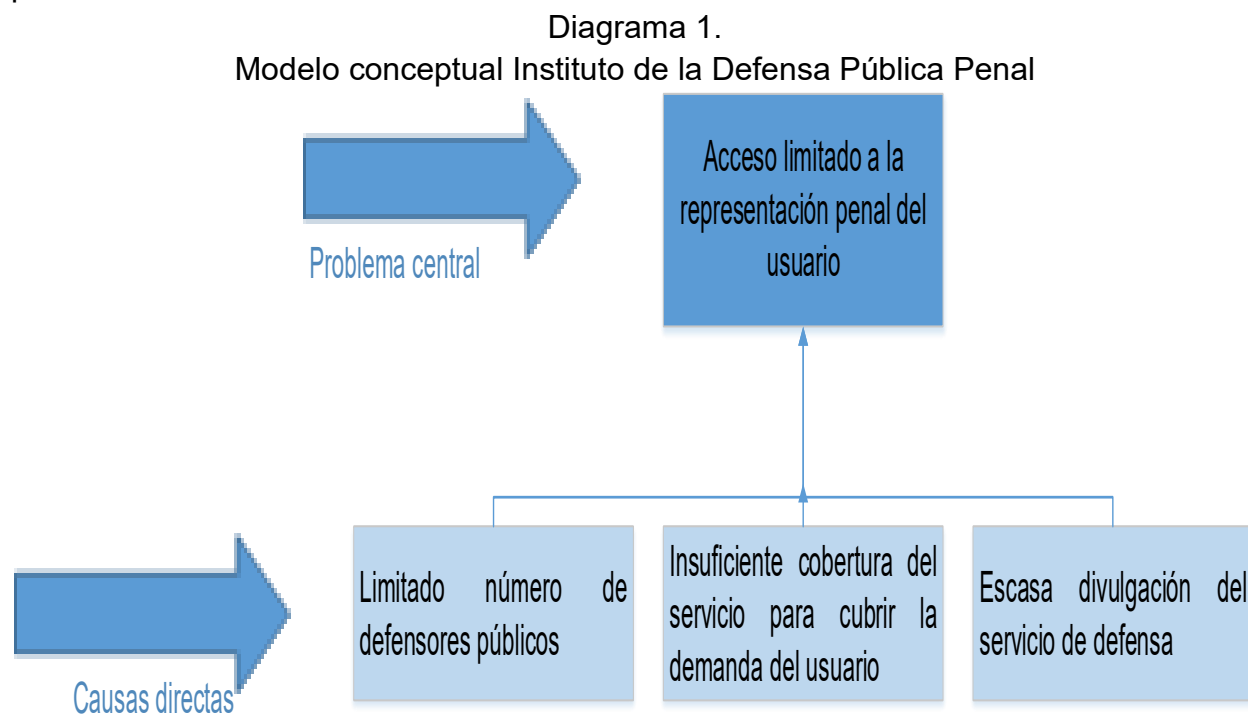 Diagrama 1.
Modelo conceptual Instituto de la Defensa Pública Penal
Acceso limitado a la
representación penal del
usuario
Problema central
Limitado número de
defensores públicos
Insuficiente cobertura del
servicio para cubrir la
demanda del usuario
Escasa divulgación del
servicio de defensa
Causas directas